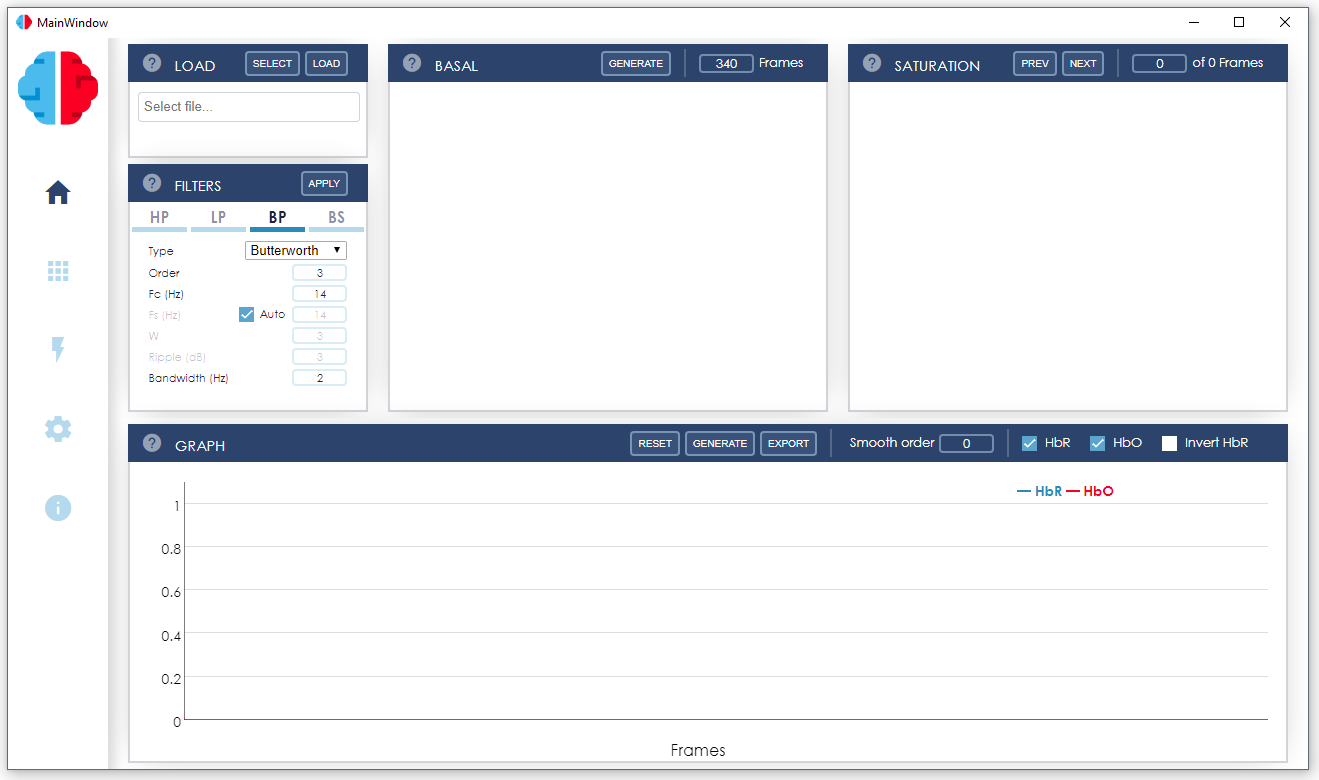 MainWindow
? LOAD SELECT LOAD
Select file...
? FILTERS APPLY
HP LP BP BS
Type Butterworth
Order 3
Fc (Hz) 14
Fs (Hz) Auto 14
W 3
Ripple (dB) 3
Bandwidth (Hz) 2
? BASAL GENERATE 340 Frames
? SATURATION PREV NEXT 0 of 0 Frames
? GRAPH RESET GENERATE EXPORT Smooth order 0 HbR HbO Invert HbR
HbR HbO
1
0.8
0.6
0.4
0.2
0
Frames